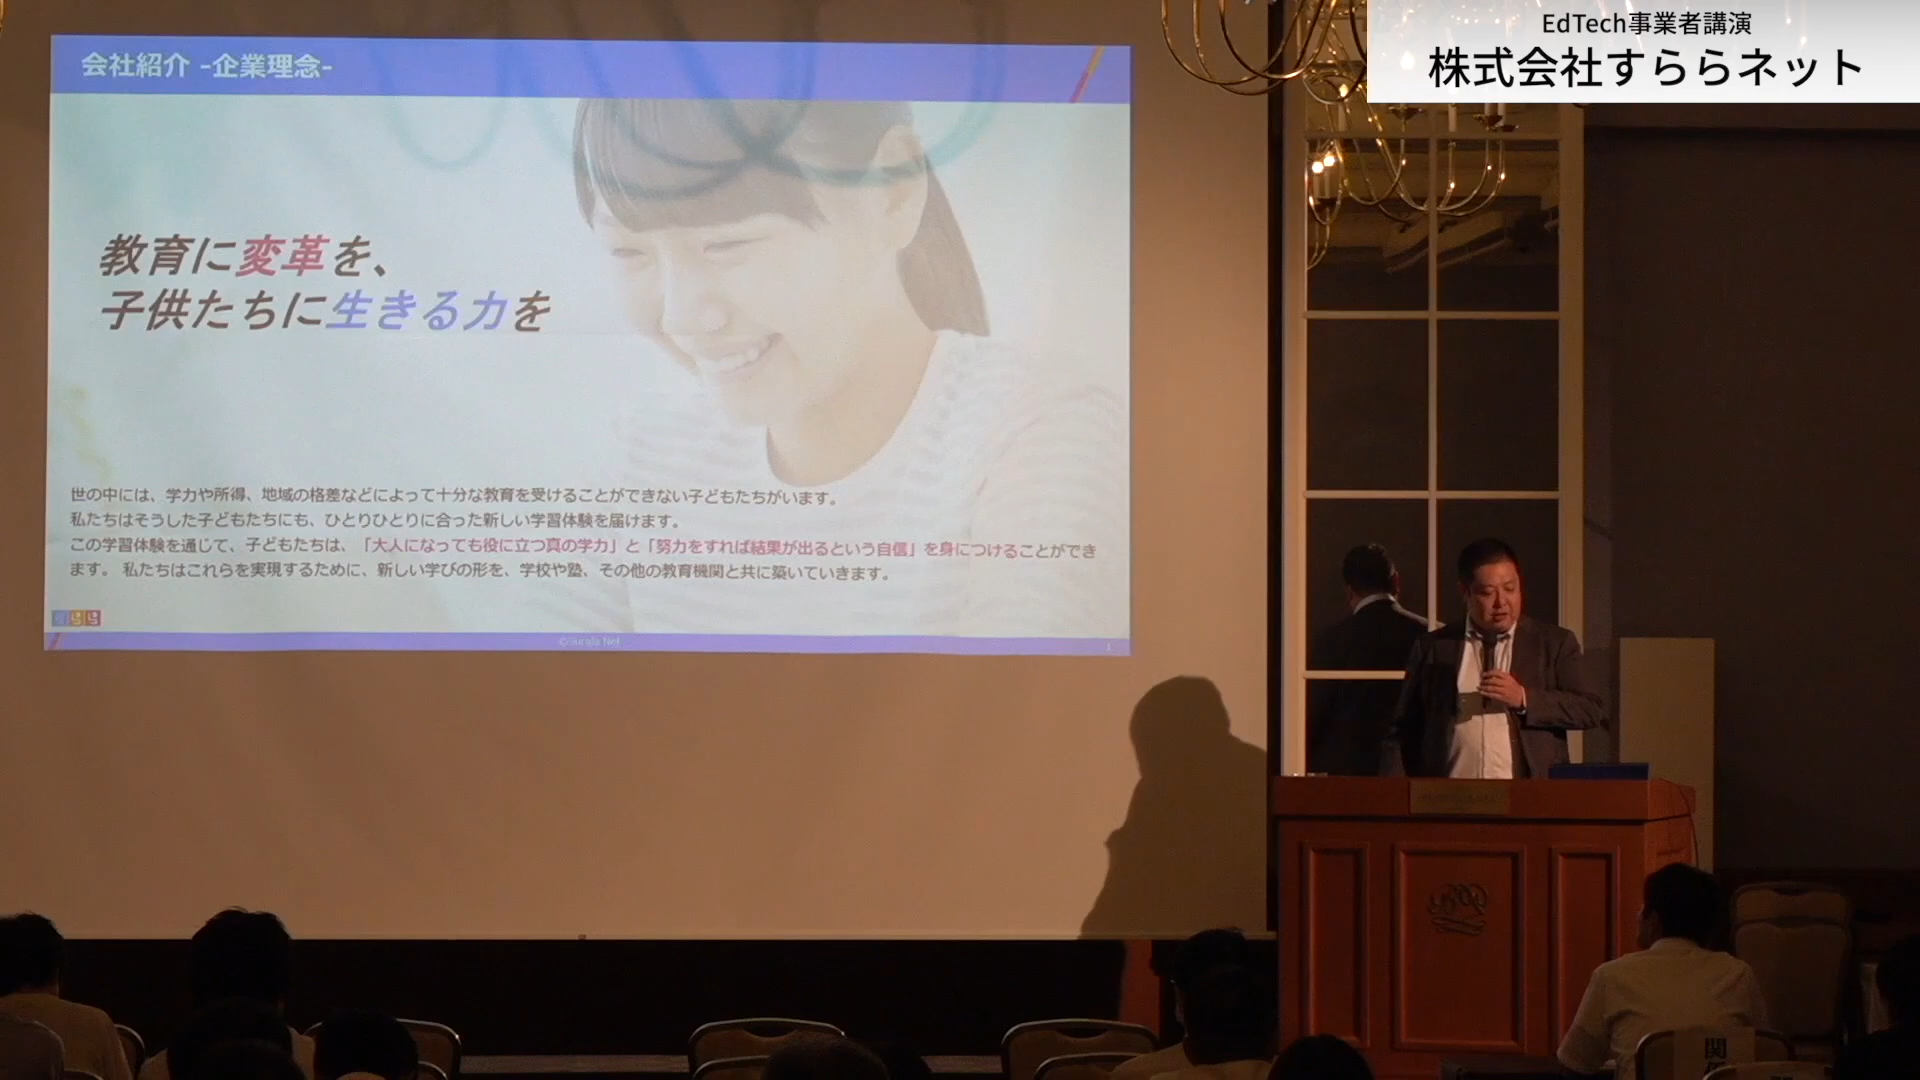 EdTech事業者講演
株式会社すららネット
会社紹介 -企業理念-
教育に変革を、
子供たちに生きる力を
世の中には、学力や所得、地域の格差などによって十分な教育を受けることができない子どもたちがいます。
私たちはそうした子どもたちにも、ひとりひとりに合った新しい学習体験を届けます。
この学習体験を通じて、子どもたちは、「大人になっても役に立つ真の学力」と「努力をすれば結果が出るという自信」を身につけることができ
ます。 私たちはこれらを実現するために、新しい学びの形を、学校や塾、その他の教育機関と共に築いていきます。
すらら
©SuRaLa Net
関